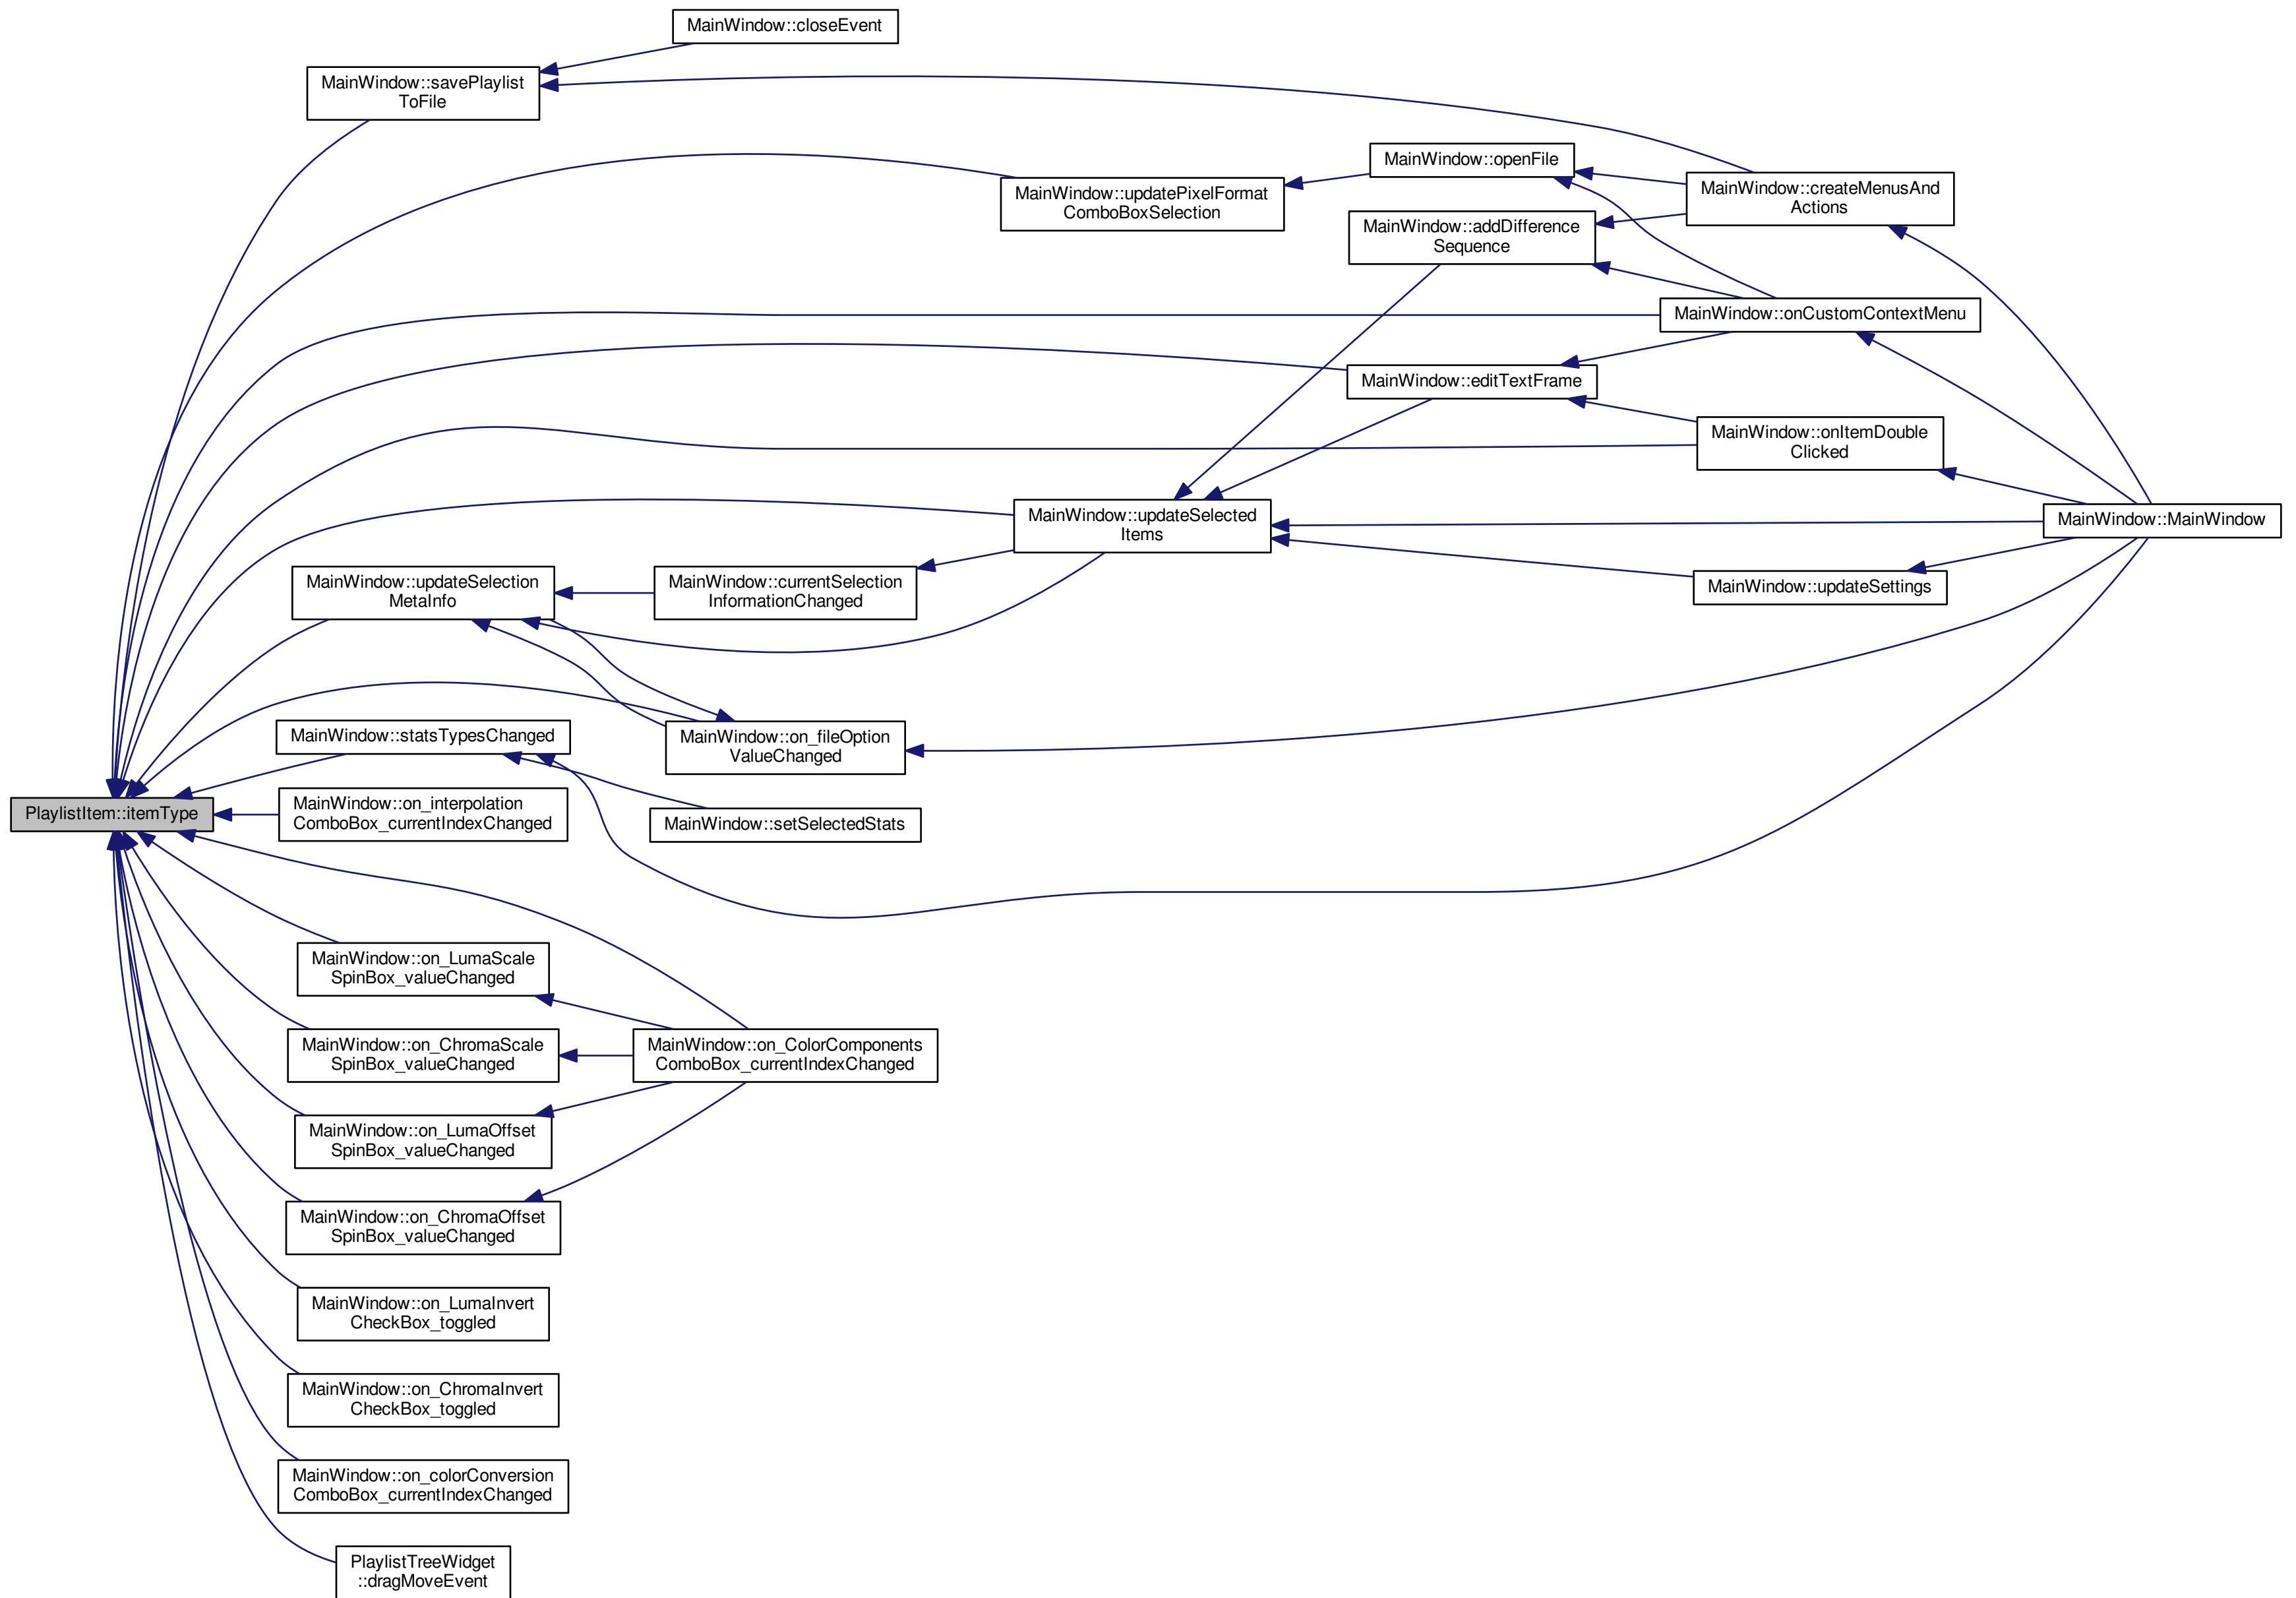 MainWindow::closeEvent
MainWindow::savePlaylist
ToFile
MainWindow::openFile
MainWindow::updatePixelFormat
ComboBoxSelection
MainWindow::createMenusAnd
Actions
MainWindow::addDifference
Sequence
MainWindow::onCustomContextMenu
MainWindow::editTextFrame
MainWindow::onItemDouble
Clicked
MainWindow::updateSelected
Items
MainWindow::MainWindow
MainWindow::updateSelection
MetaInfo
MainWindow::currentSelection
InformationChanged
MainWindow::updateSettings
MainWindow::statsTypesChanged
MainWindow::on_fileOption
ValueChanged
PlaylistItem::itemType
MainWindow::on_interpolation
ComboBox_currentIndexChanged
MainWindow::setSelectedStats
MainWindow::on_LumaScale
SpinBox_valueChanged
MainWindow::on_ChromaScale
SpinBox_valueChanged
MainWindow::on_ColorComponents
ComboBox_currentIndexChanged
MainWindow::on_LumaOffset
SpinBox_valueChanged
MainWindow::on_ChromaOffset
SpinBox_valueChanged
MainWindow::on_LumaInvert
CheckBox_toggled
MainWindow::on_ChromaInvert
CheckBox_toggled
MainWindow::on_colorConversion
ComboBox_currentIndexChanged
PlaylistTreeWidget
::dragMoveEvent